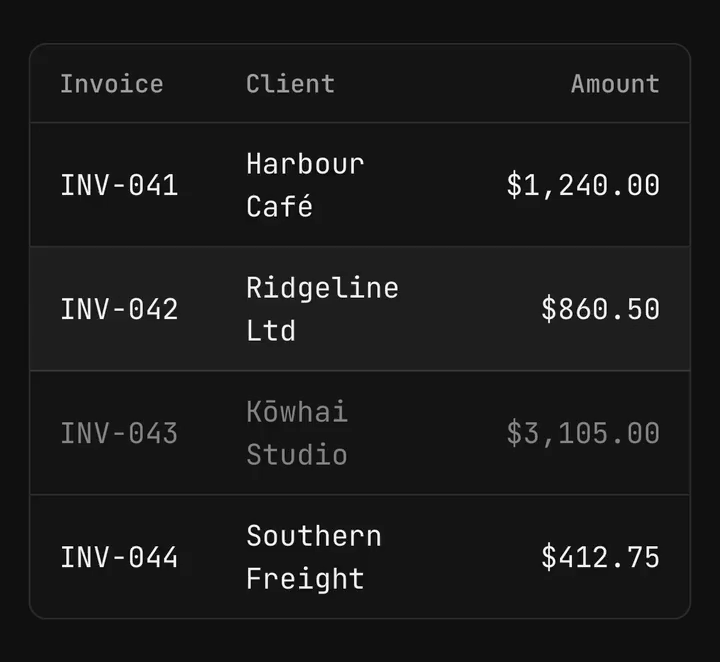 Invoice Client Amount
INV-041 Harbour Café $1,240.00
INV-042 Ridgeline Ltd $860.50
INV-043 Kōwhai Studio $3,105.00
INV-044 Southern Freight $412.75